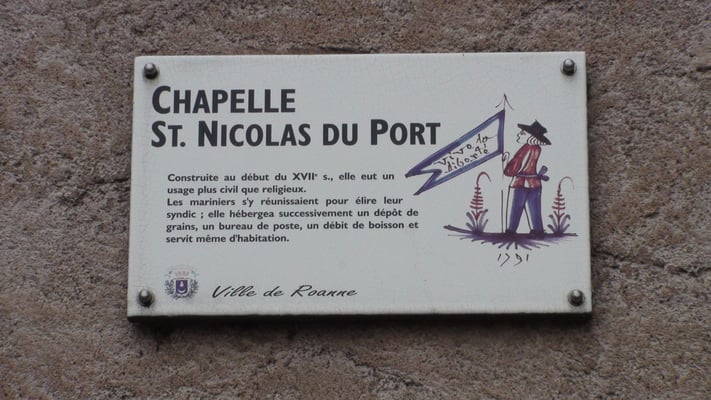 CHAPELLE
ST. NICOLAS DU PORT
Construite au début du XVIIe s., elle eut un
usage plus civil que religieux.
Les mariniers s'y réunissaient pour élire leur
syndic ; elle hébergea successivement un dépôt de
grains, un bureau de poste, un débit de boisson et
servit même d'habitation.
vive la
liberté
1791
Ville de Roanne